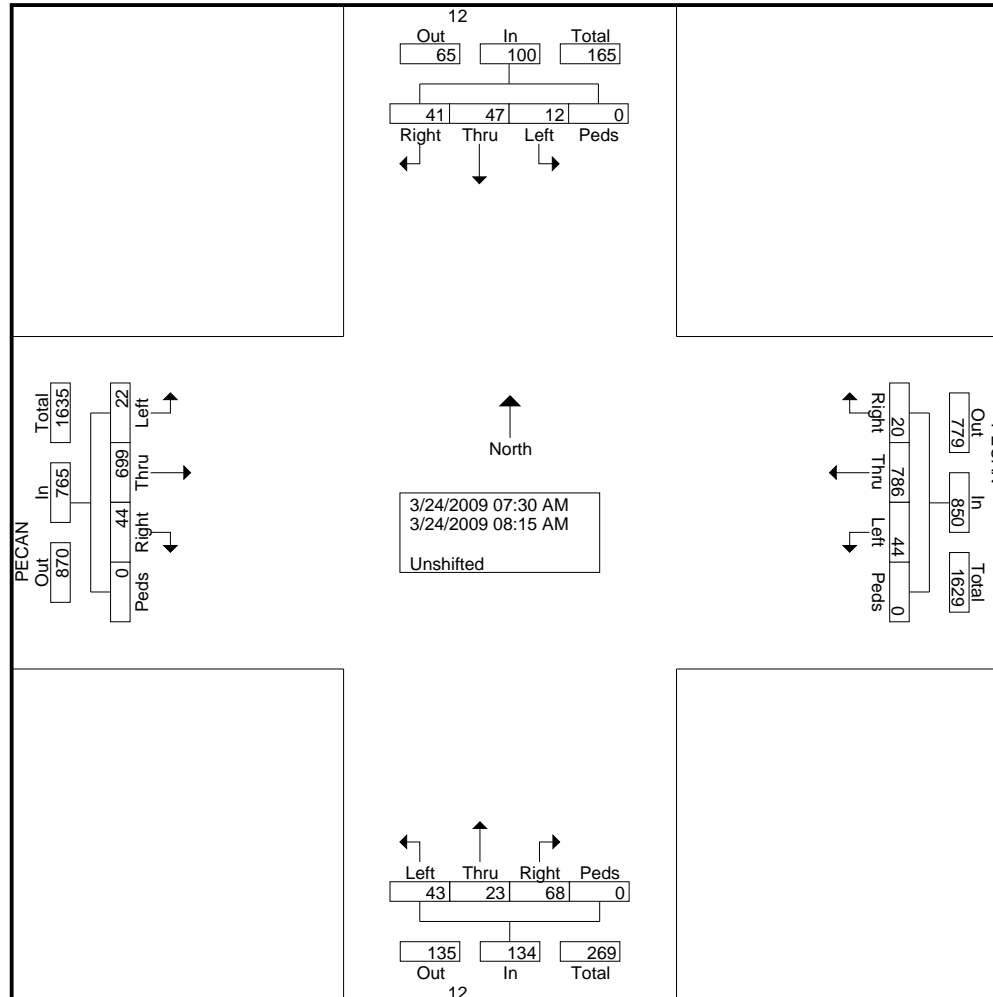 12
Out In Total
65 100 165
41 47 12 0
Right Thru Left Peds
Total In Out
1635 765 870
PECAN
22 699 44 0
Left Thru Right Peds
North
3/24/2009 07:30 AM
3/24/2009 08:15 AM
Unshifted
Right Thru Left Peds
20 786 44 0
Out In Total
779 850 1629
Left Thru Right Peds
43 23 68 0
135 134 269
Out In Total
12